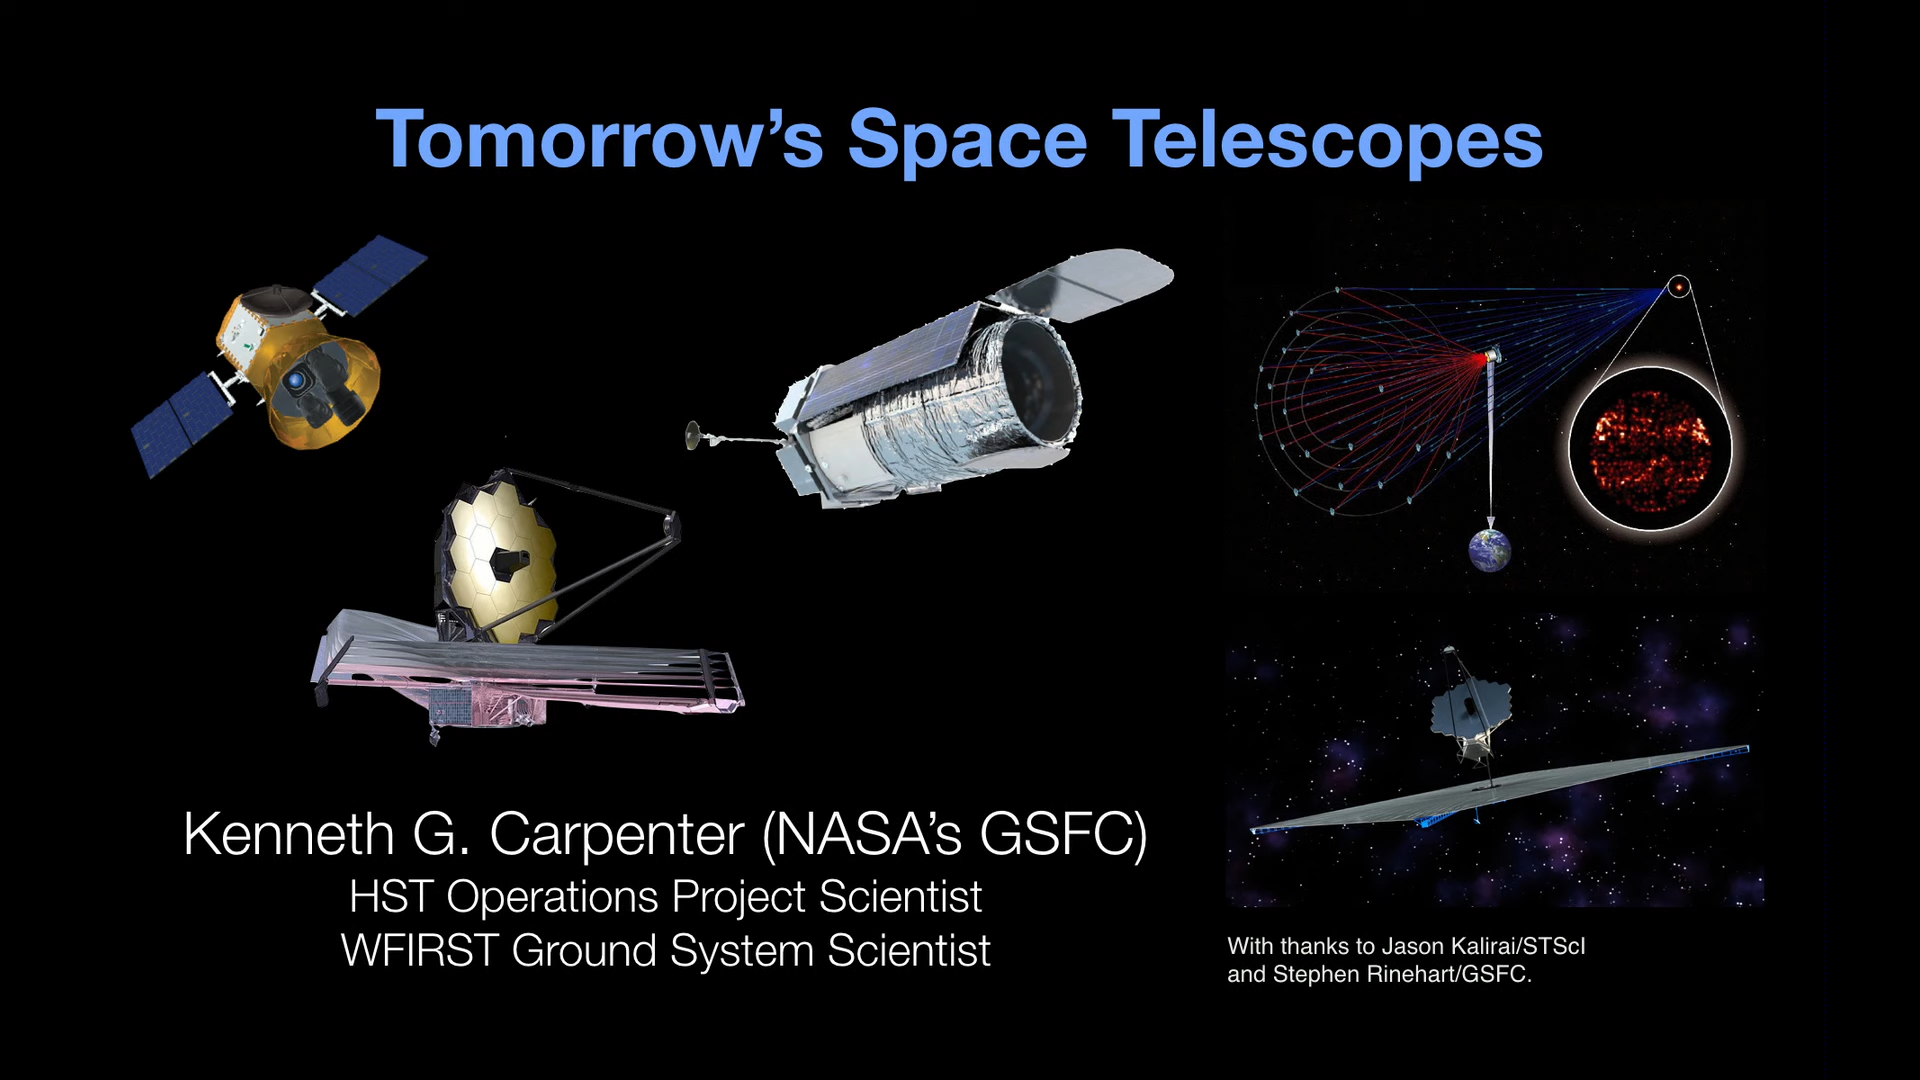 Tomorrow’s Space Telescopes
Kenneth G. Carpenter (NASA’s GSFC)
HST Operations Project Scientist
WFIRST Ground System Scientist
With thanks to Jason Kalirai/STScI
and Stephen Rinehart/GSFC.